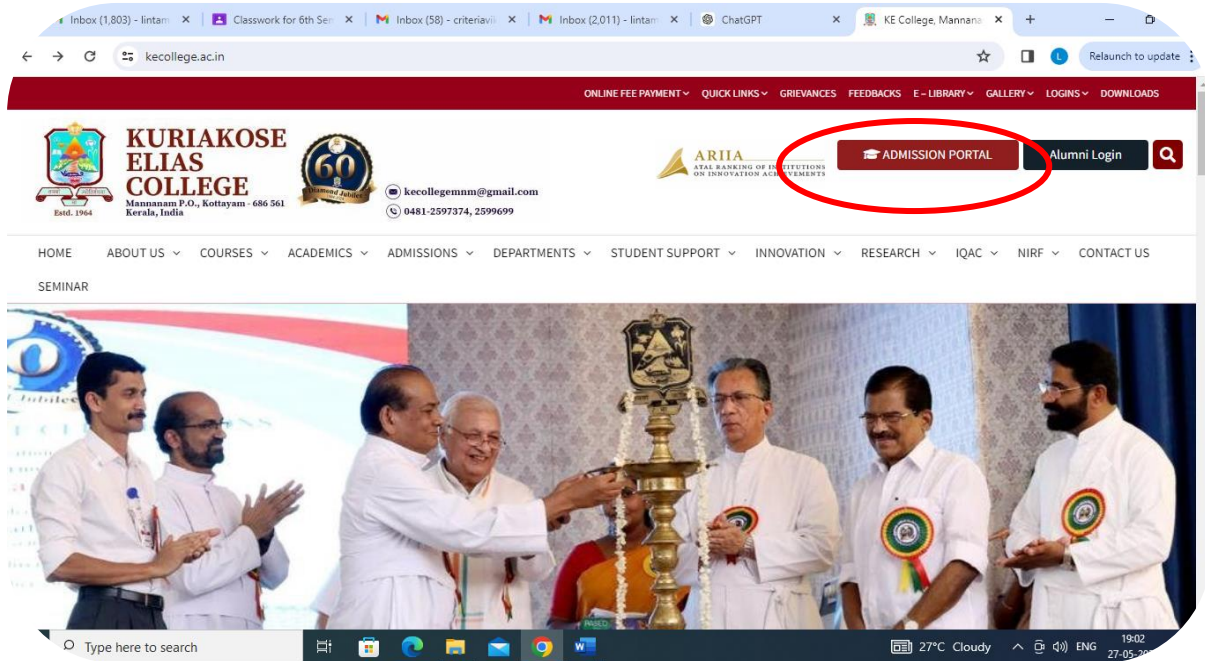 Inbox (1,803) - lintam
Classwork for 6th Sem
Inbox (58) - criteriavii
Inbox (2,011) - lintam
ChatGPT
KE College, Mannana
kecollege.ac.in
Relaunch to update
ONLINE FEE PAYMENT QUICK LINKS GRIEVANCES FEEDBACKS E – LIBRARY GALLERY LOGINS DOWNLOADS
Estd. 1964
KURIAKOSE
ELIAS
COLLEGE
Mannanam P.O., Kottayam - 686 561
Kerala, India
60
Diamond Jubilee
kecollegemnm@gmail.com
0481-2597374, 2599699
ARIIA
ATAL RANKING OF INSTITUTIONS
ON INNOVATION ACHIEVEMENTS
ADMISSION PORTAL
Alumni Login
HOME ABOUT US COURSES ACADEMICS ADMISSIONS DEPARTMENTS STUDENT SUPPORT INNOVATION RESEARCH IQAC NIRF CONTACT US
SEMINAR
Type here to search
27°C Cloudy
ENG
19:02